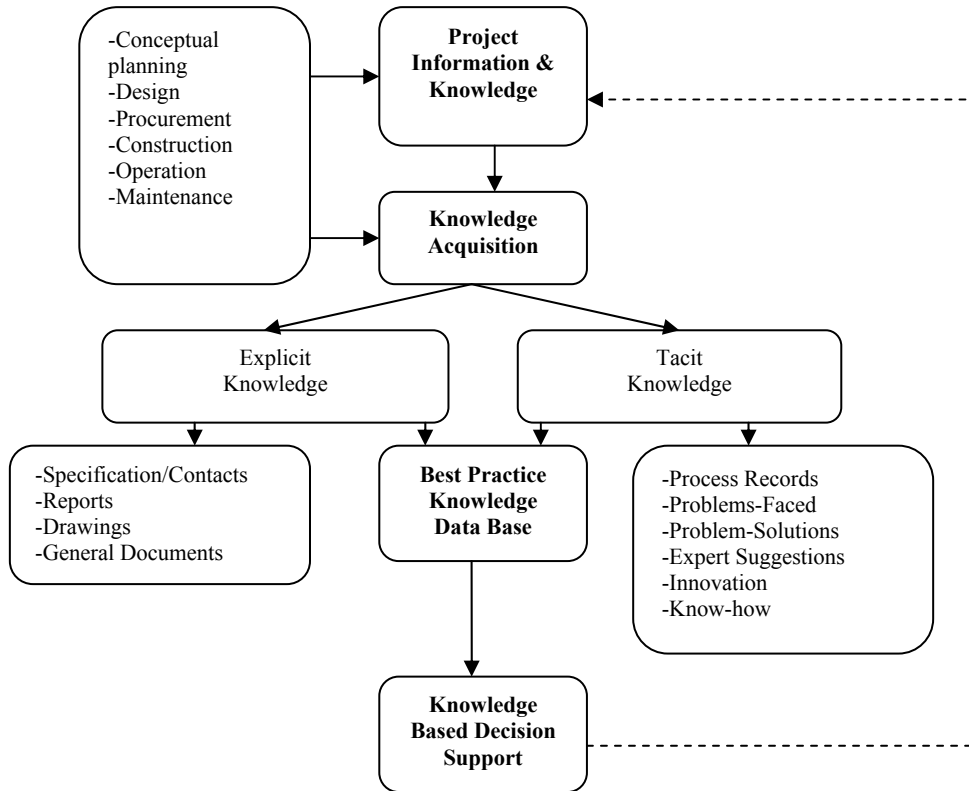 -Conceptual
planning
-Design
-Procurement
-Construction
-Operation
-Maintenance
Project
Information &
Knowledge
Knowledge
Acquisition
Explicit
Knowledge
Tacit
Knowledge
-Specification/Contacts
-Reports
-Drawings
-General Documents
Best Practice
Knowledge
Data Base
-Process Records
-Problems-Faced
-Problem-Solutions
-Expert Suggestions
-Innovation
-Know-how
Knowledge
Based Decision
Support